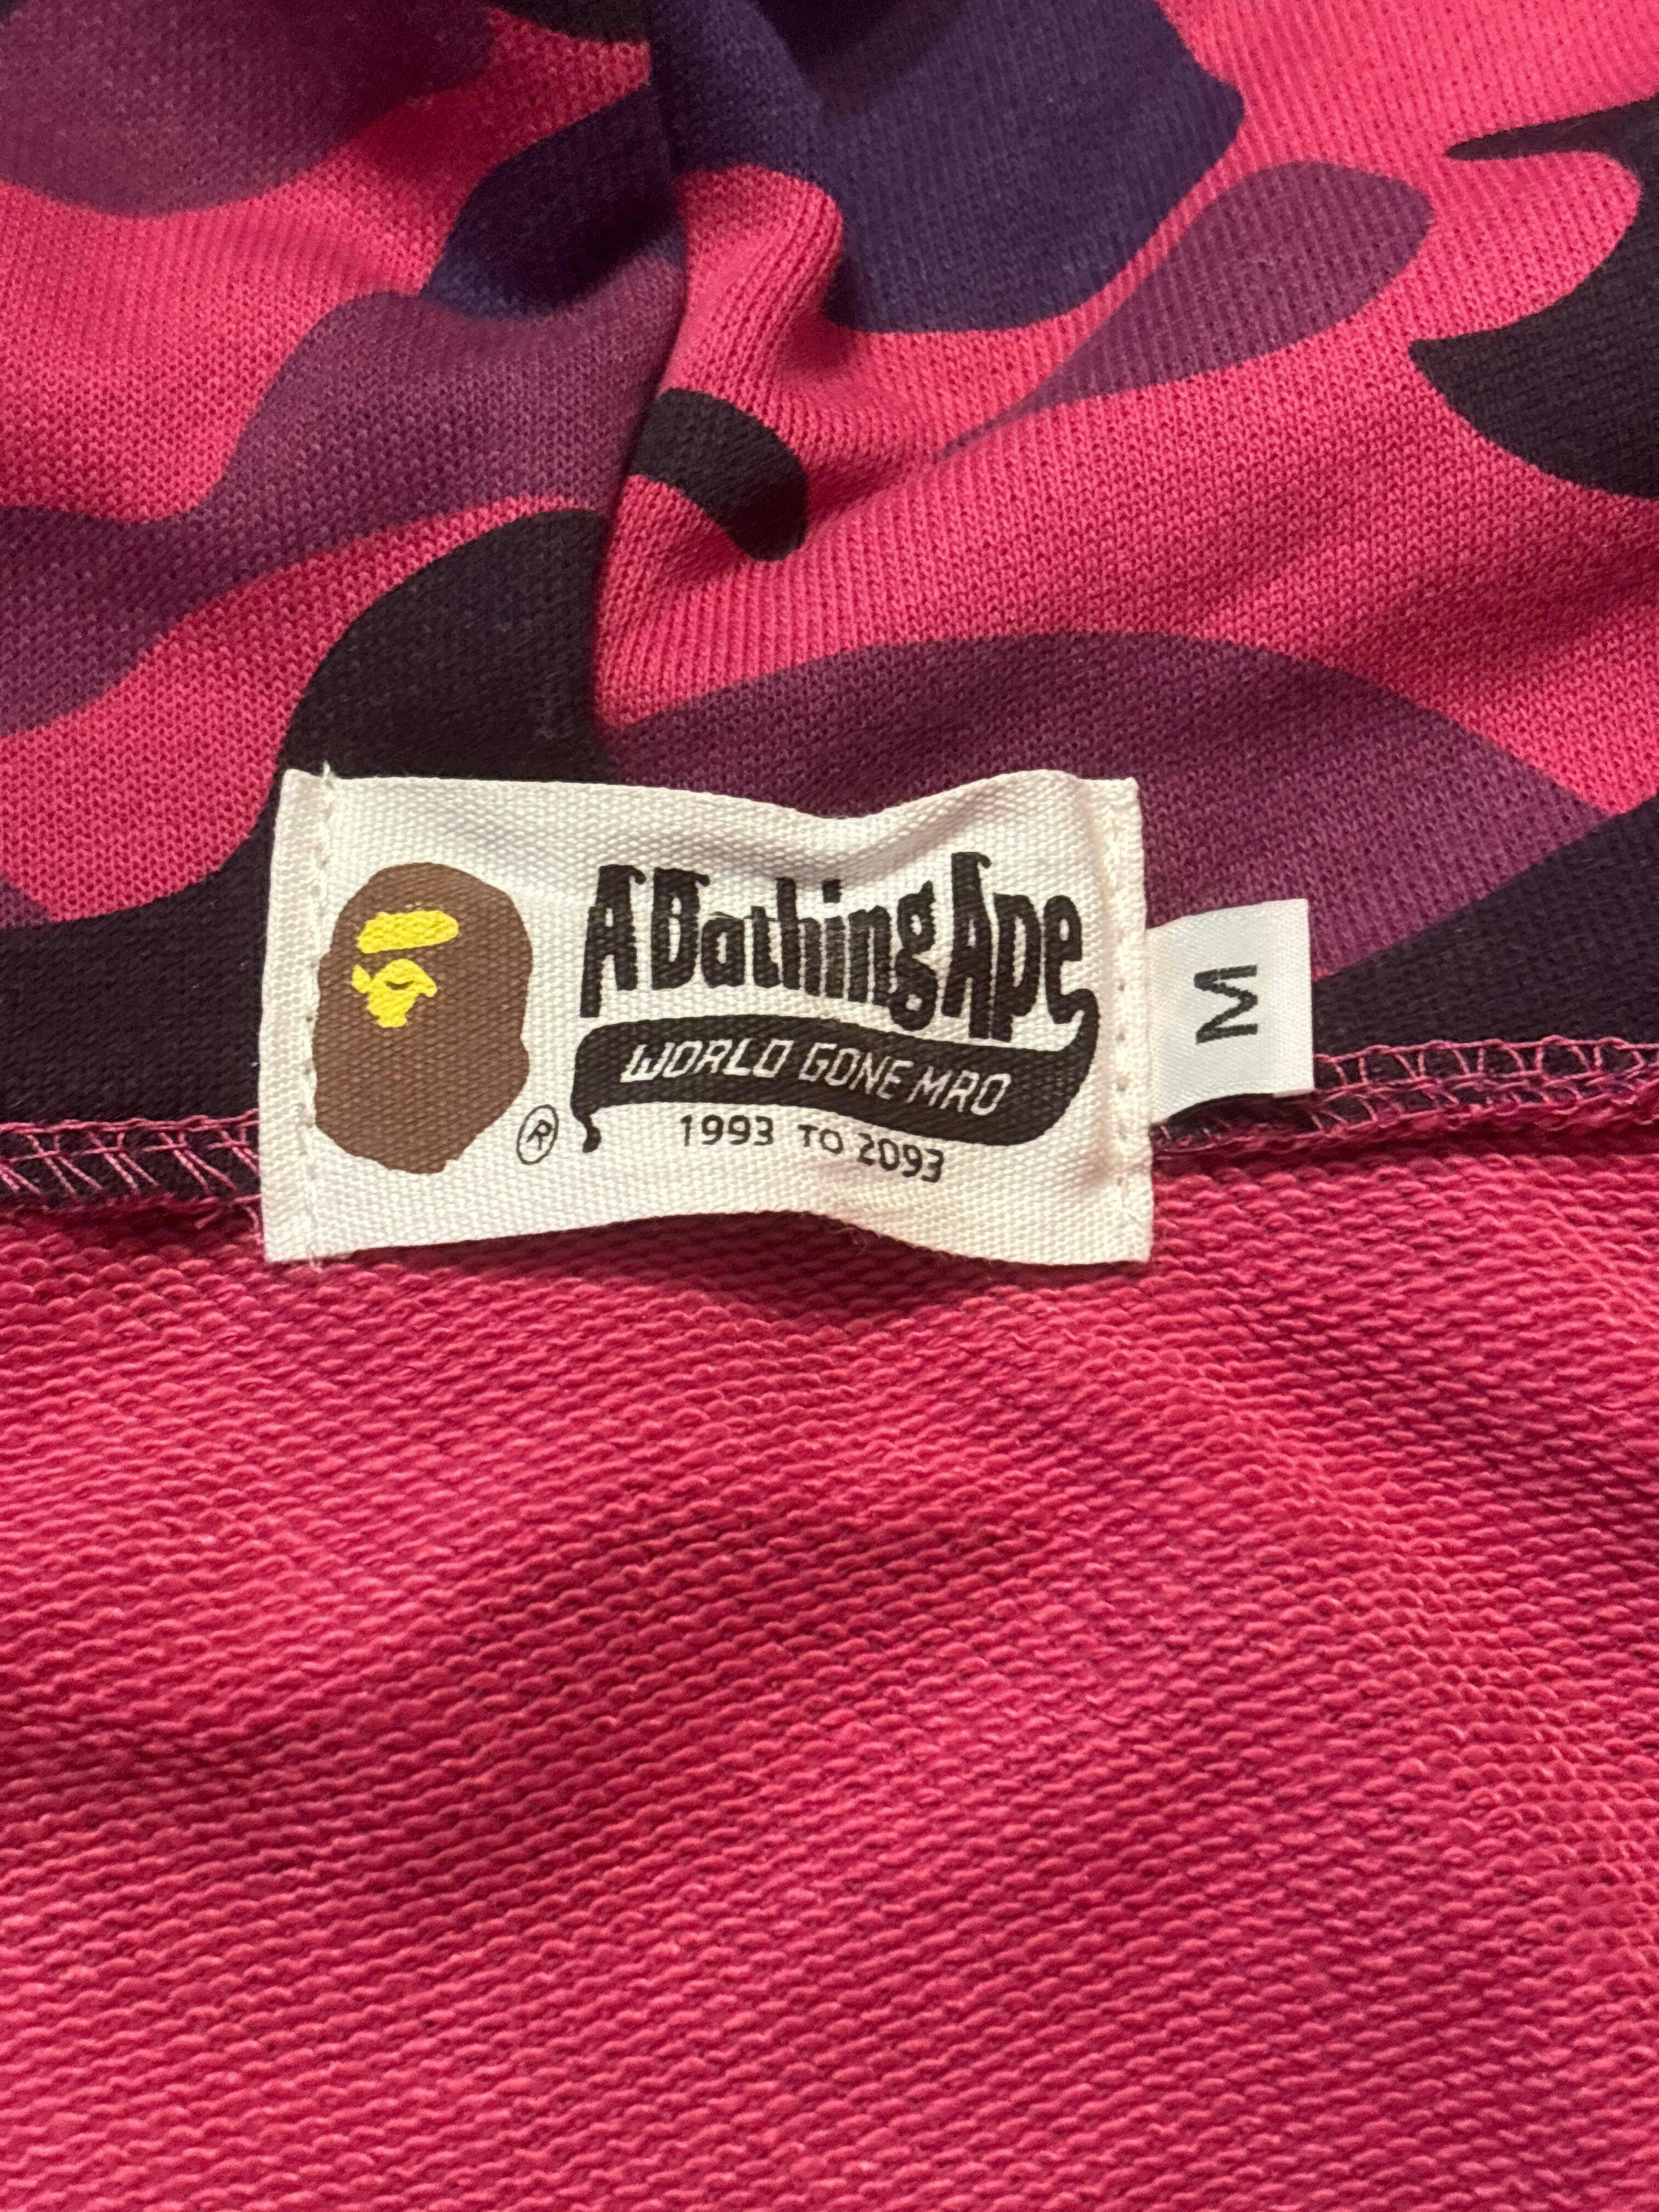 A Bathing Ape
WORLD GONE MAD
1993 TO 2093
®
M